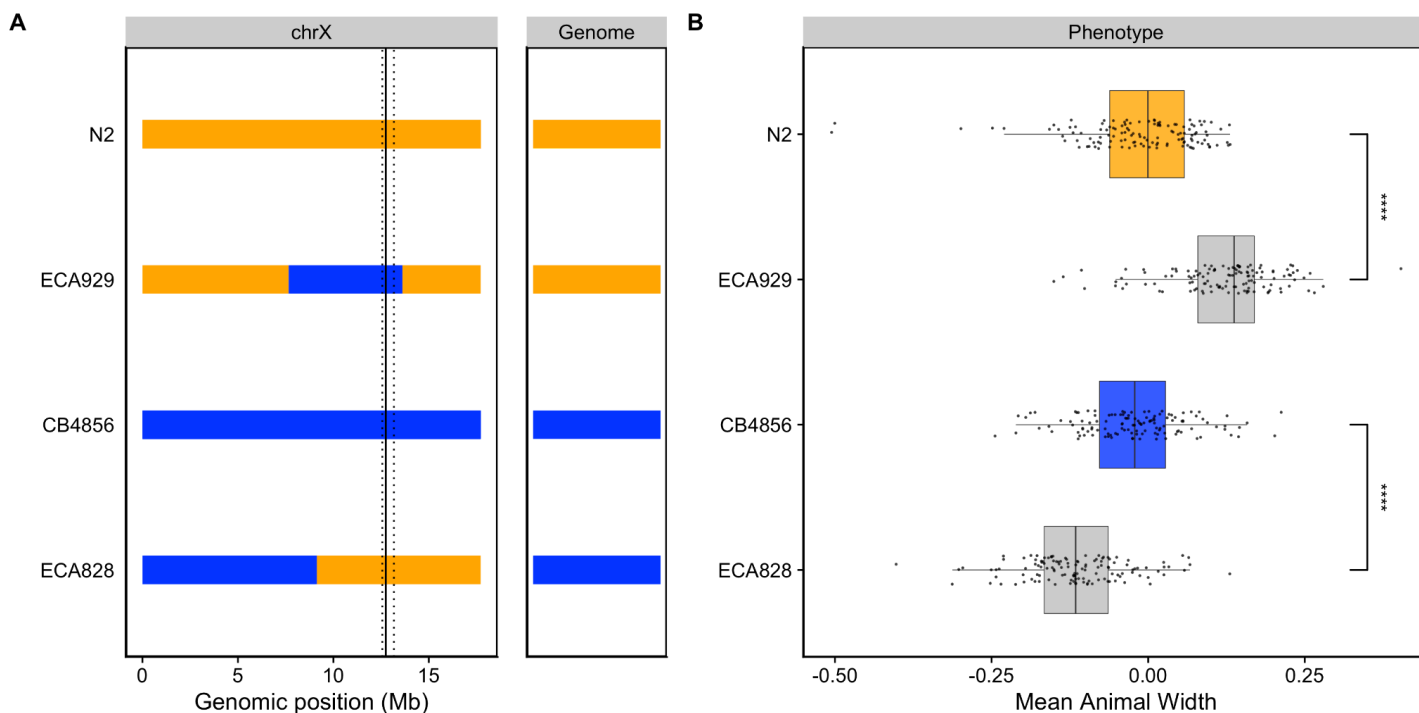 A
chrX
Genome
N2
ECA929
CB4856
ECA828
0
5
10
15
Genomic position (Mb)
B
Phenotype
N2
ECA929
CB4856
ECA828
****
****
-0.50
-0.25
0.00
0.25
Mean Animal Width